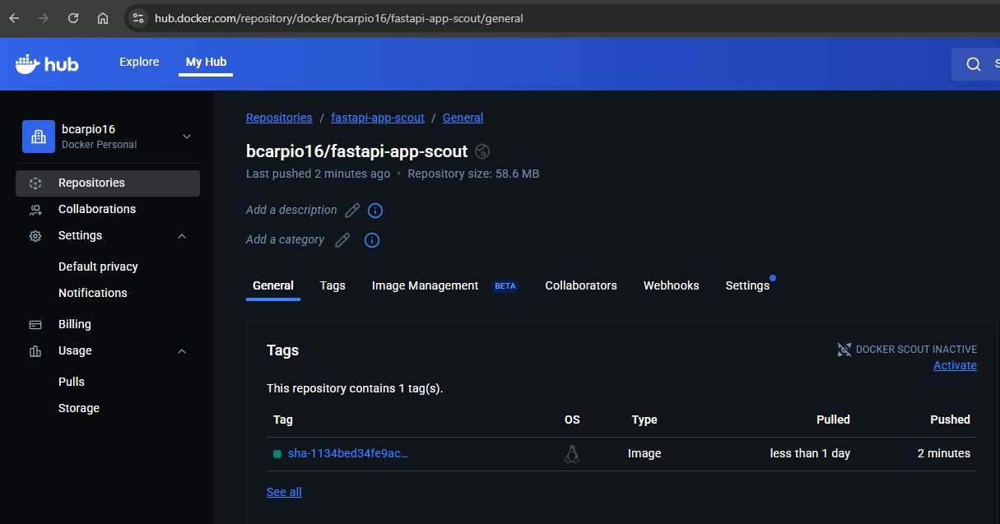 hub.docker.com/repository/docker/bcarpio16/fastapi-app-scout/general
hub Explore My Hub
bcarpio16
Docker Personal
Repositories
Collaborations
Settings
Default privacy
Notifications
Billing
Usage
Pulls
Storage
Repositories / fastapi-app-scout / General
bcarpio16/fastapi-app-scout
Last pushed 2 minutes ago • Repository size: 58.6 MB
Add a description
Add a category
General Tags Image Management BETA Collaborators Webhooks Settings
Tags
DOCKER SCOUT INACTIVE
Activate
This repository contains 1 tag(s).
Tag OS Type Pulled Pushed
sha-1134bed34fe9ac... Image less than 1 day 2 minutes
See all